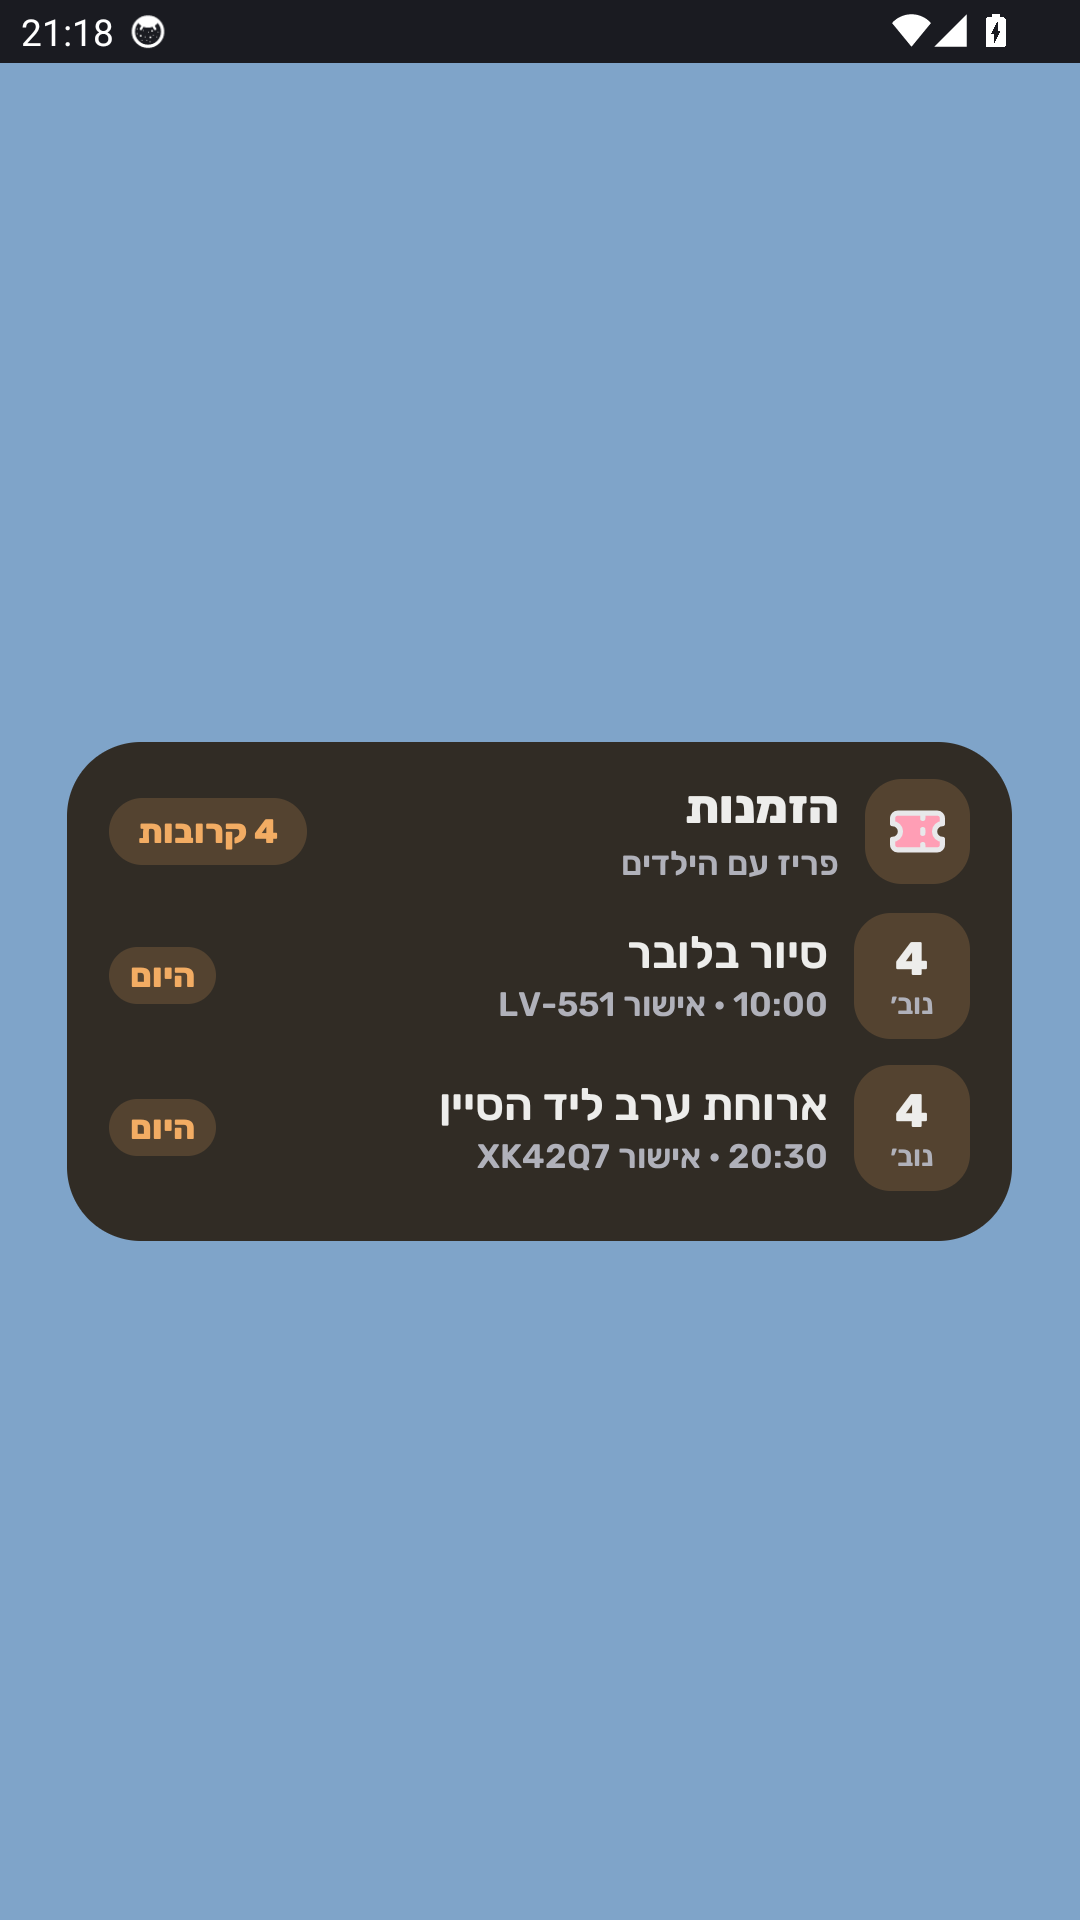 21:18
הזמנות
פריז עם הילדים
4 קרובות
4
נוב׳
סיור בלובר
10:00 • אישור LV-551
היום
4
נוב׳
ארוחת ערב ליד הסיין
20:30 • אישור XK42Q7
היום